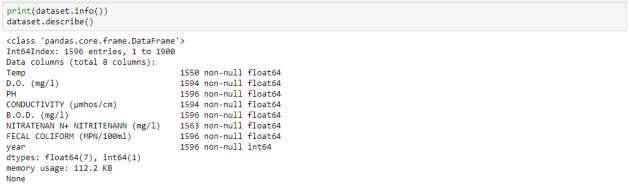 print(dataset.info())
dataset.describe()
<class 'pandas.core.frame.DataFrame'>
Int64Index: 1596 entries, 1 to 1900
Data columns (total 8 columns):
Temp                                1550 non-null float64
D.O. (mg/l)                         1594 non-null float64
PH                                  1596 non-null float64
CONDUCTIVITY (µmhos/cm)             1594 non-null float64
B.O.D. (mg/l)                       1596 non-null float64
NITRATENAN N+ NITRITENANN (mg/l)    1563 non-null float64
FECAL COLIFORM (MPN/100ml)          1596 non-null float64
year                                1596 non-null int64
dtypes: float64(7), int64(1)
memory usage: 112.2 KB
None